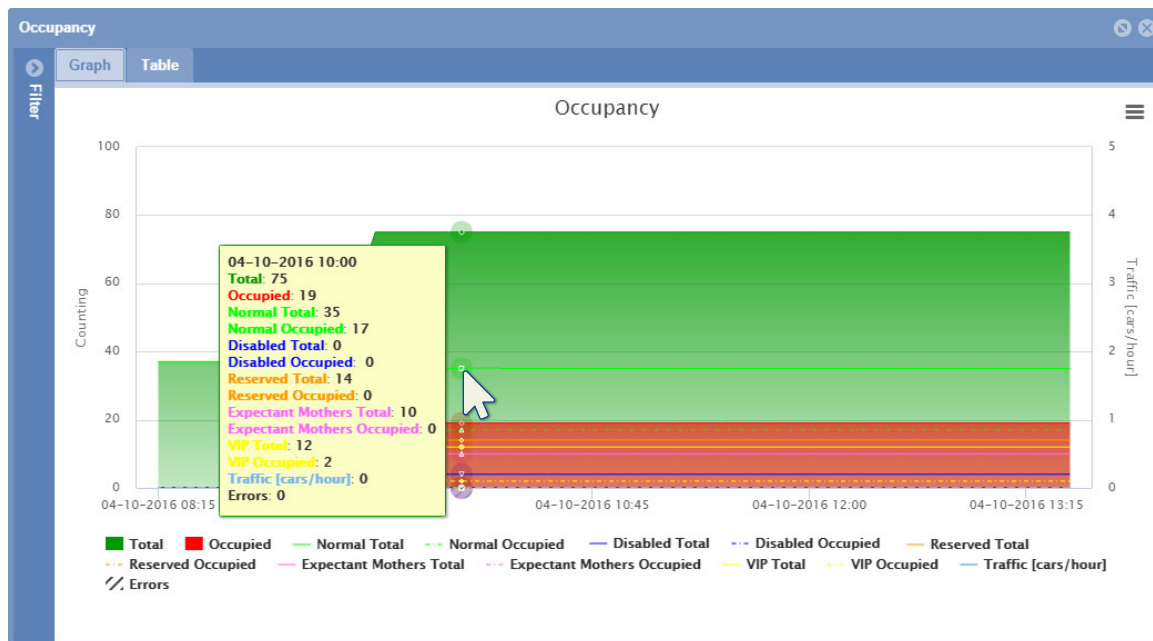 Occupancy
Graph
Table
Filter
Occupancy
100
80
60
40
20
0
Counting
5
4
3
2
1
0
Traffic [cars/hour]
04-10-2016 10:00
Total: 75
Occupied: 19
Normal Total: 35
Normal Occupied: 17
Disabled Total: 0
Disabled Occupied: 0
Reserved Total: 14
Reserved Occupied: 0
Expectant Mothers Total: 10
Expectant Mothers Occupied: 0
VIP Total: 12
VIP Occupied: 2
Traffic [cars/hour]: 0
Errors: 0
04-10-2016 08:15
04-10-2016 10:45
04-10-2016 12:00
04-10-2016 13:15
Total Occupied Normal Total Normal Occupied Disabled Total Disabled Occupied Reserved Total
Reserved Occupied Expectant Mothers Total Expectant Mothers Occupied VIP Total VIP Occupied Traffic [cars/hour]
Errors